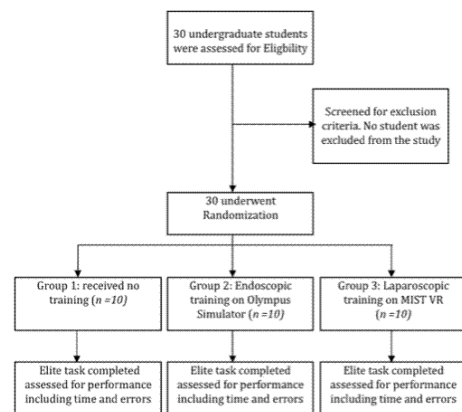 30 undergraduate students
were assessed for Eligbility
Screened for exclusion
criteria. No student was
excluded from the study
30 underwent
Randomization
Group 1: received no
training (n =10)
Group 2: Endoscopic
training on Olympus
Simulator (n =10)
Group 3: Laparoscopic
training on MIST VR
(n =10)
Elite task completed
assessed for performance
including time and errors
Elite task completed
assessed for performance
including time and errors
Elite task completed
assessed for performance
including time and errors